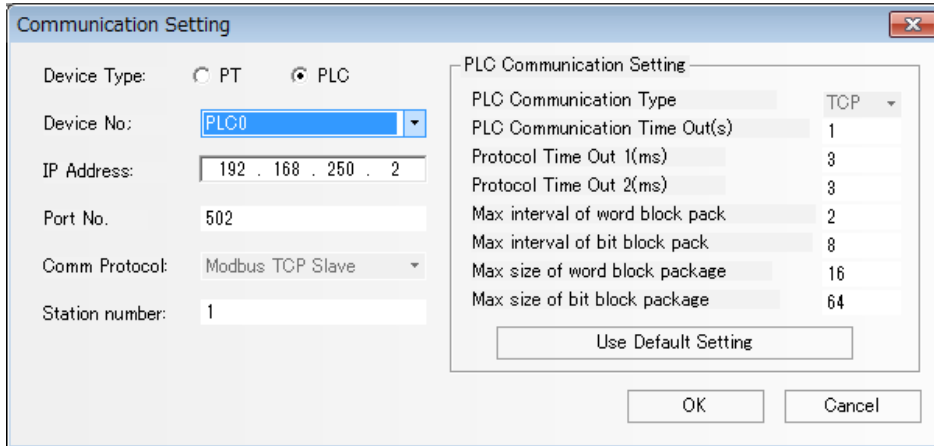 Communication Setting
Device Type: PT PLC
Device No: PLC0
IP Address: 192 . 168 . 250 . 2
Port No. 502
Comm Protocol: Modbus TCP Slave
Station number: 1
PLC Communication Setting
PLC Communication Type TCP
PLC Communication Time Out(s) 1
Protocol Time Out 1(ms) 3
Protocol Time Out 2(ms) 3
Max interval of word block pack 2
Max interval of bit block pack 8
Max size of word block package 16
Max size of bit block package 64
Use Default Setting
OK Cancel